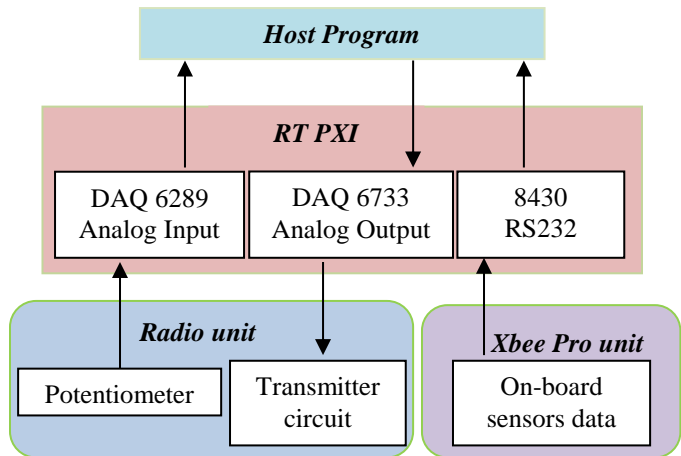 Host Program
RT PXI
DAQ 6289
Analog Input
DAQ 6733
Analog Output
8430
RS232
Radio unit
Potentiometer
Transmitter
circuit
Xbee Pro unit
On-board
sensors data